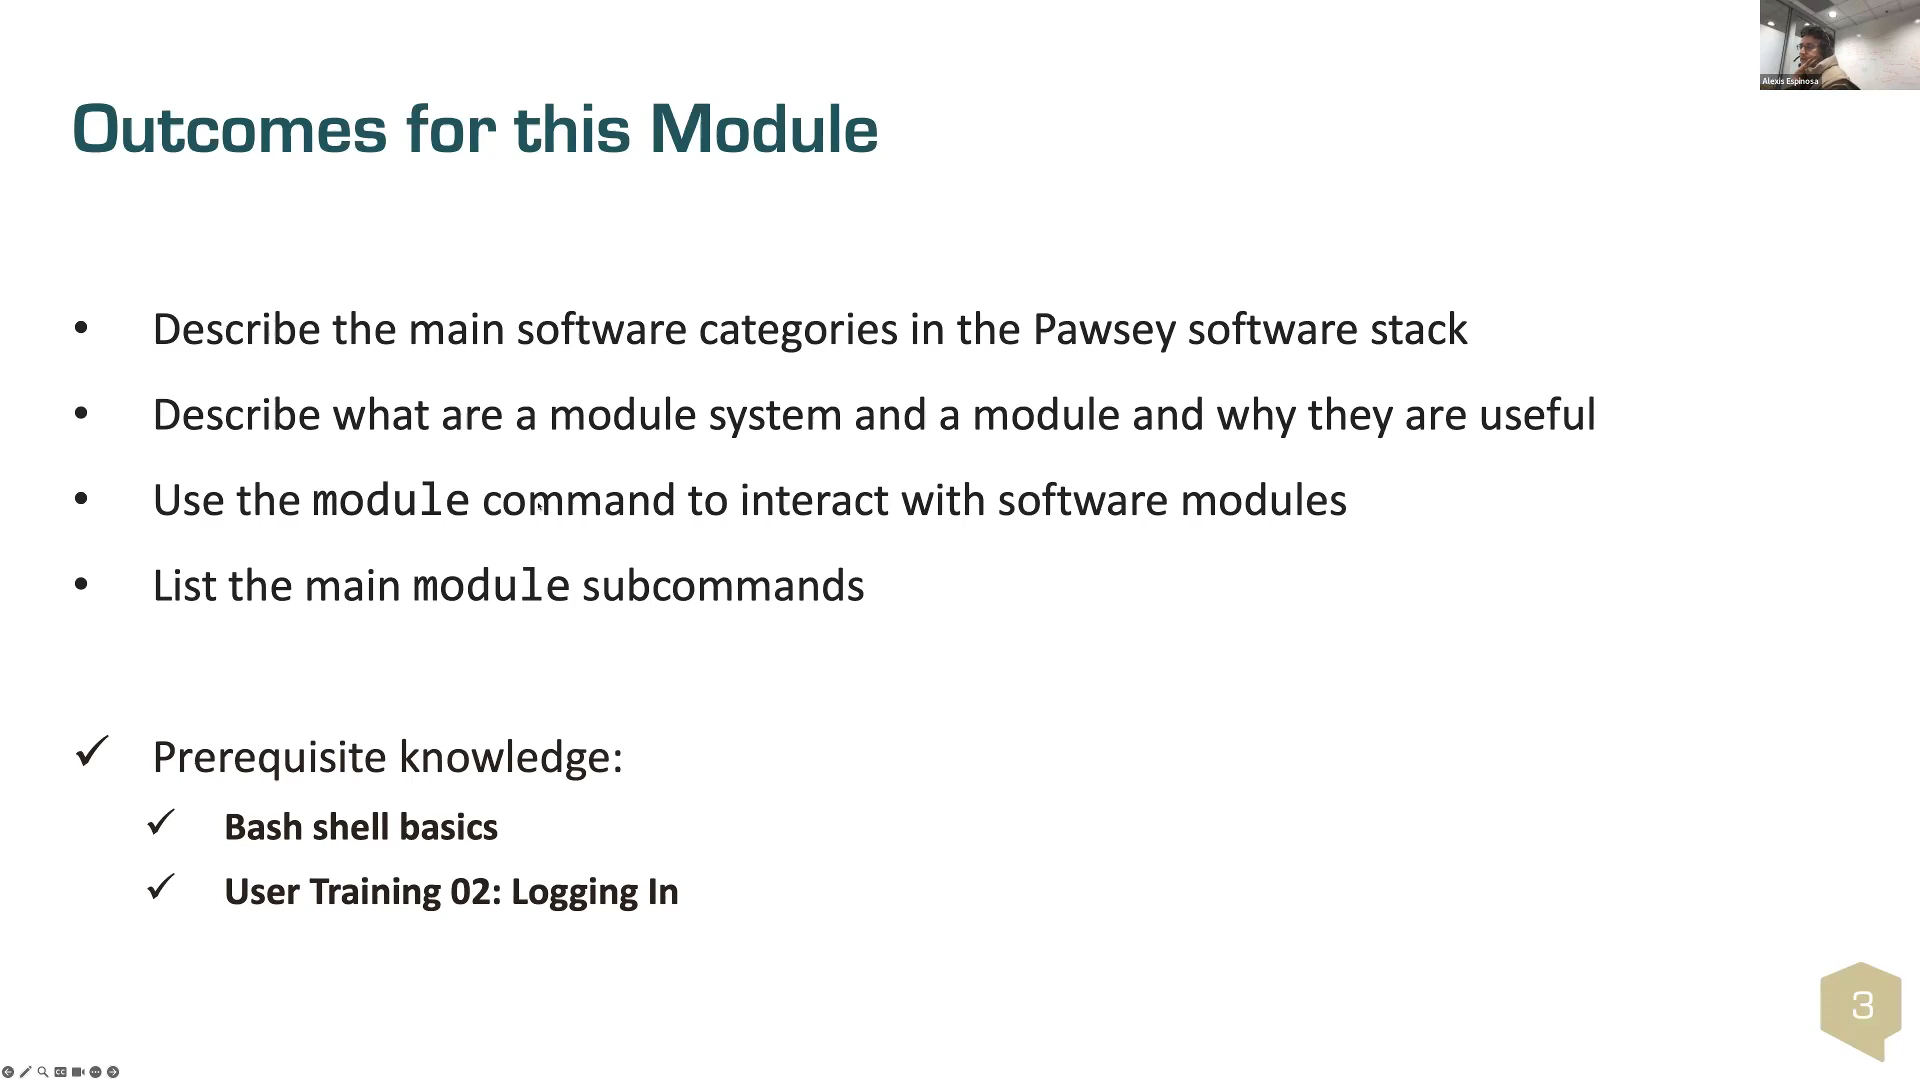 Alexis Espinosa
Outcomes for this Module
• Describe the main software categories in the Pawsey software stack
• Describe what are a module system and a module and why they are useful
• Use the module command to interact with software modules
• List the main module subcommands
✓ Prerequisite knowledge:
✓ Bash shell basics
✓ User Training 02: Logging In
3